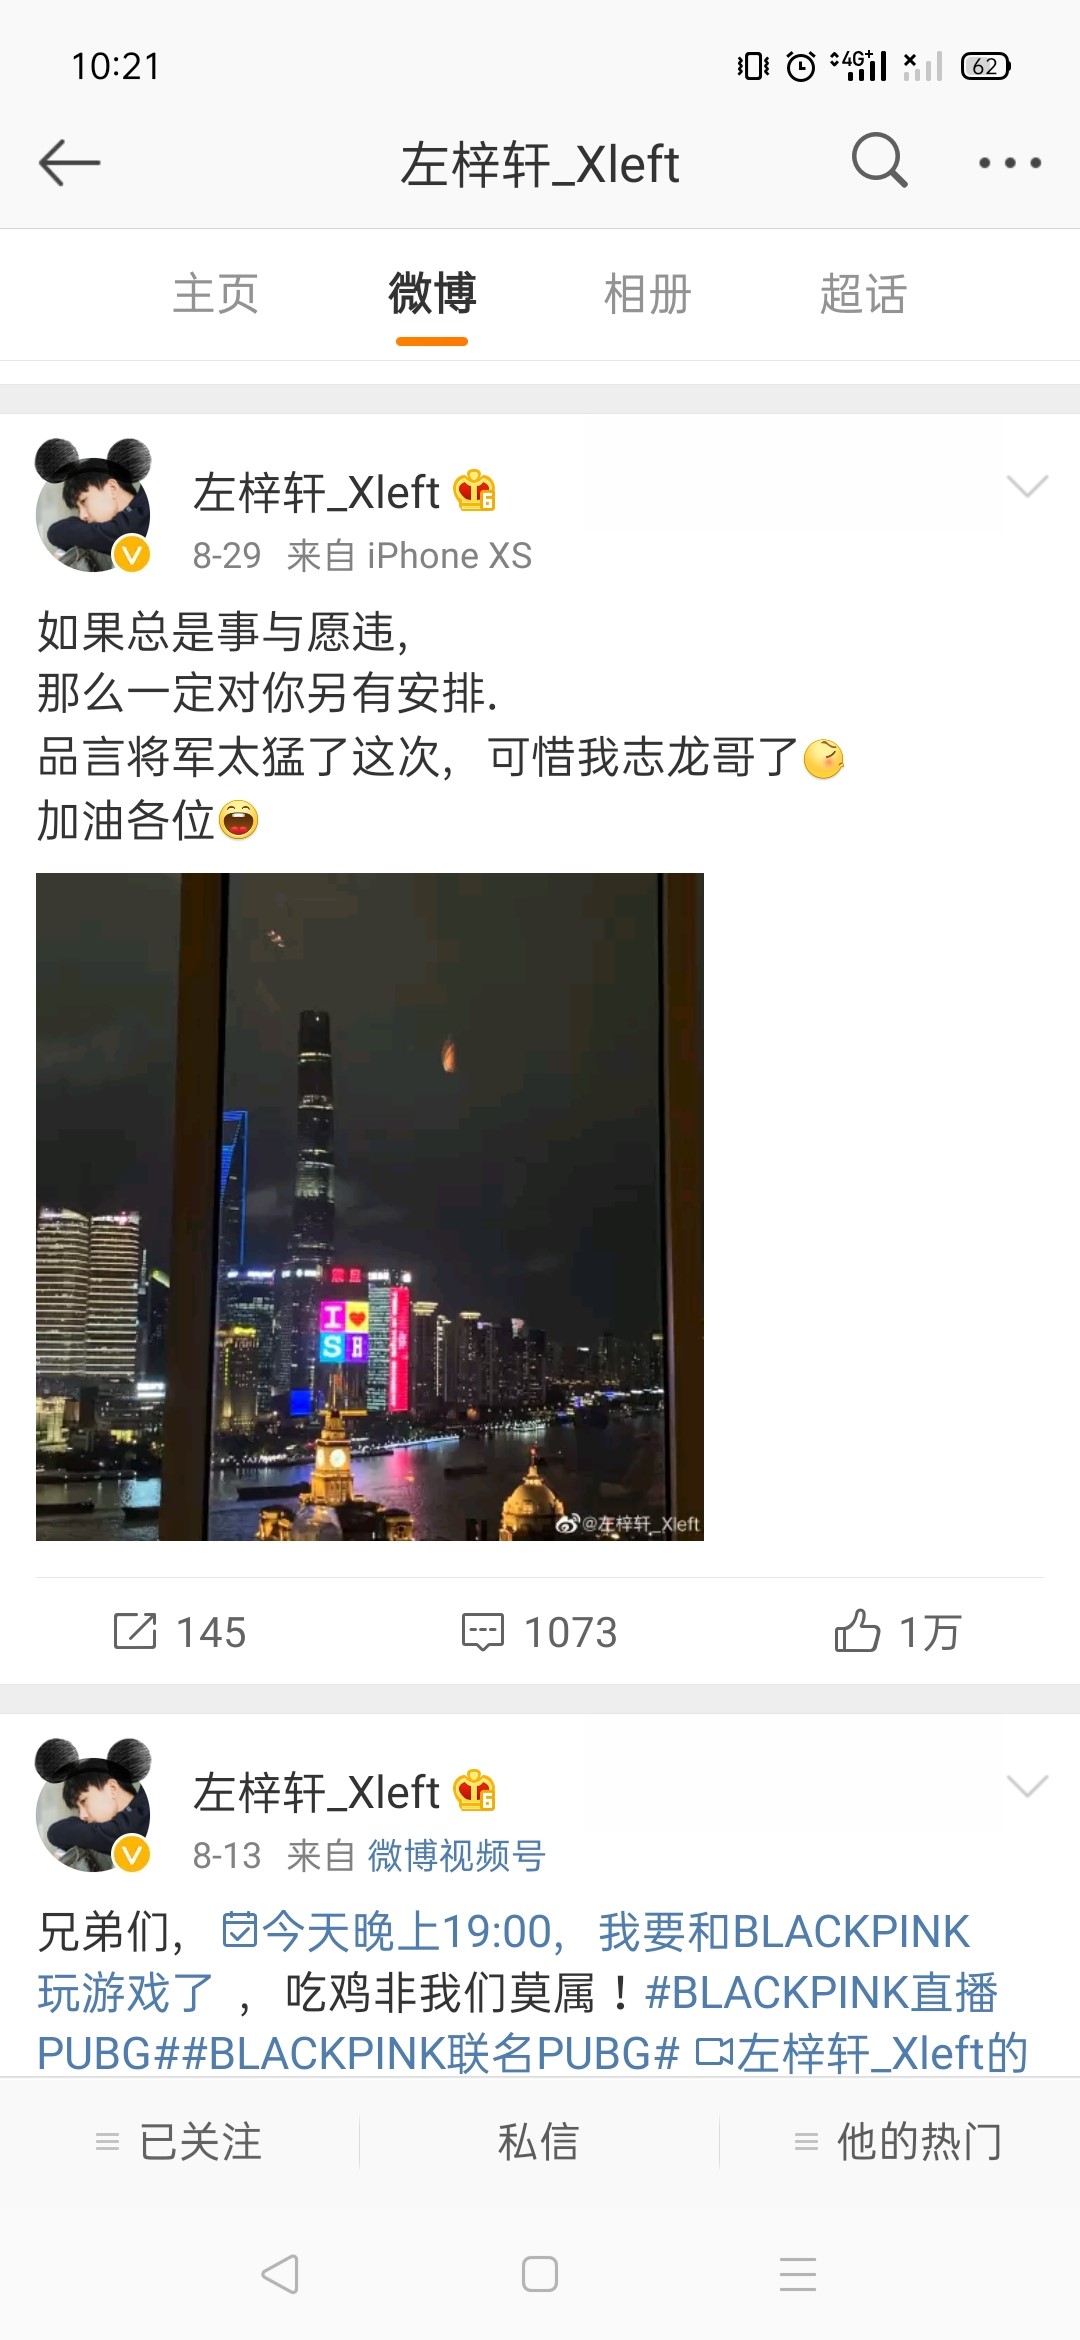 10:21
4G+
62
左梓轩_Xleft
主页 微博 相册 超话
左梓轩_Xleft
8-29 来自 iPhone XS
如果总是事与愿违,
那么一定对你另有安排.
品言将军太猛了这次, 可惜我志龙哥了
加油各位
震旦
I
SH
@左梓轩_Xleft
145 1073 1万
左梓轩_Xleft
8-13 来自 微博视频号
兄弟们, 今天晚上19:00, 我要和BLACKPINK
玩游戏了 , 吃鸡非我们莫属！#BLACKPINK直播
PUBG##BLACKPINK联名PUBG# 左梓轩_Xleft的
已关注 私信 他的热门